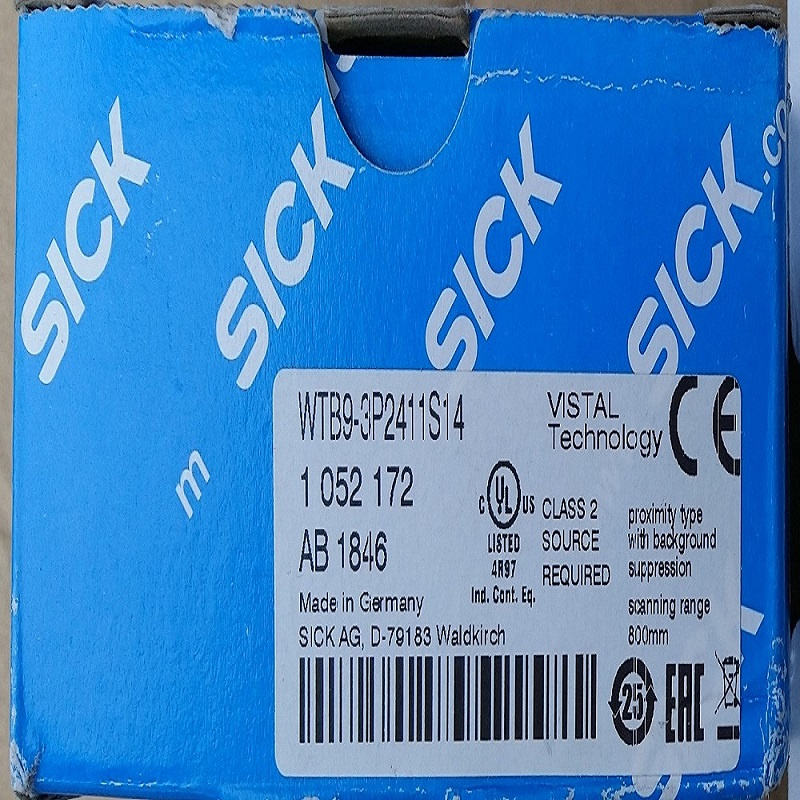 SICK
SICK
SICK
SICK
m
WTB9-3P2411S14
1 052 172
AB 1846
Made in Germany
SICK AG, D-79183 Waldkirch
VISTAL
Technology
CE
C UL US
LISTED
4R97
Ind. Cont. Eq.
CLASS 2
SOURCE
REQUIRED
proximity type
with background
suppression
scanning range
800mm
25
EAC